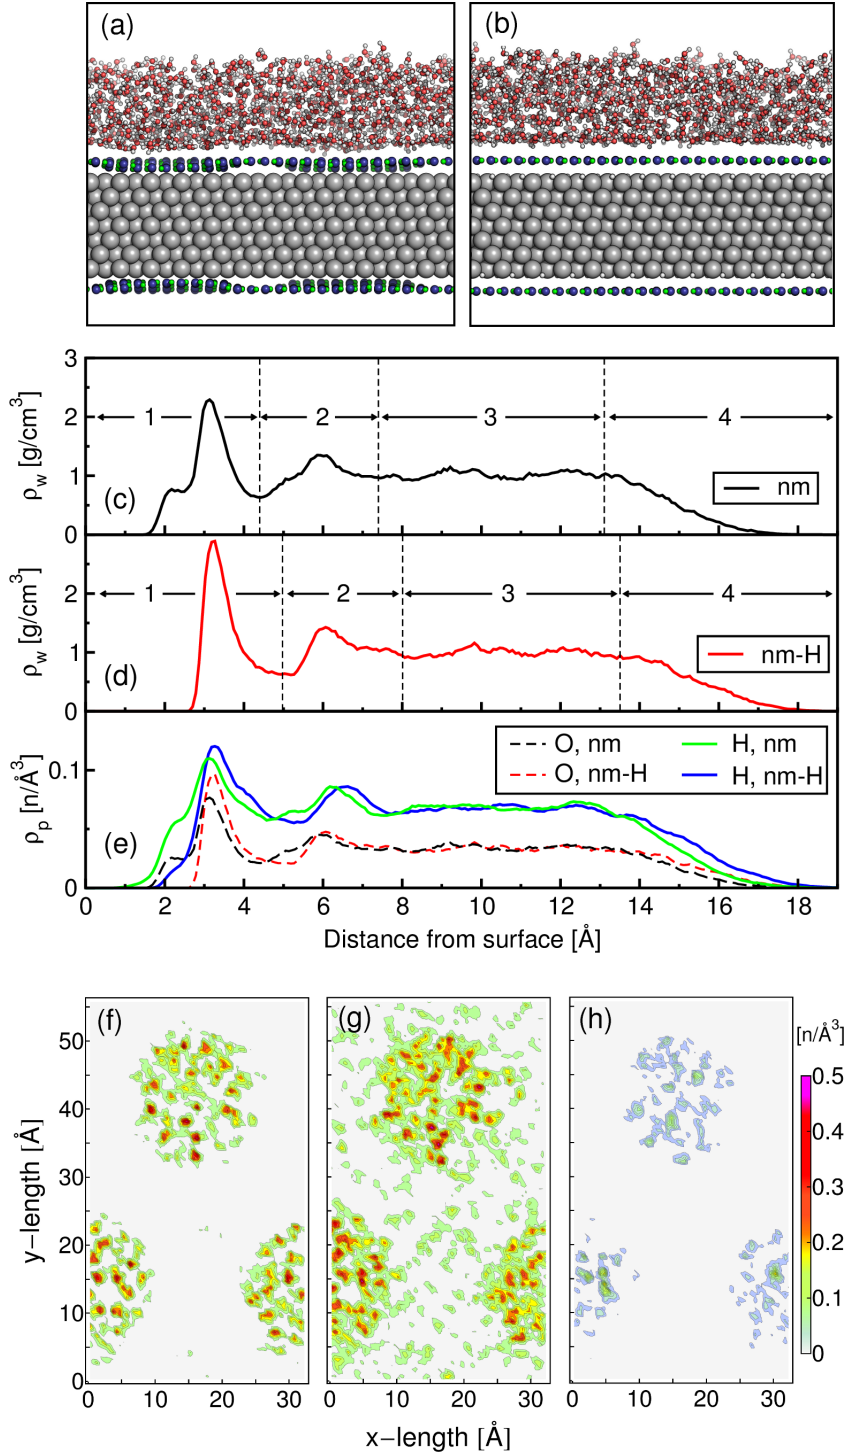 (a)
(b)
3
2
1
0
ρw [g/cm³]
1
2
3
4
(c)
nm
2
1
0
ρw [g/cm³]
1
2
3
4
(d)
nm-H
0.1
0
ρp [n/Å³]
O, nm
H, nm
O, nm-H
H, nm-H
(e)
0 2 4 6 8 10 12 14 16 18
Distance from surface [Å]
(f)
(g)
(h)
[n/Å³]
50
40
30
20
10
0
y−length [Å]
0.5
0.4
0.3
0.2
0.1
0
0 10 20 30
0 10 20 30
0 10 20 30
x−length [Å]